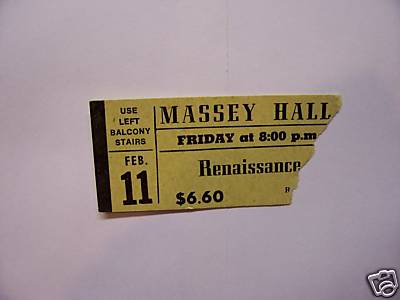 USE
LEFT
BALCONY
STAIRS
FEB.
11
MASSEY HALL
FRIDAY at 8:00 p.m
Renaissance
$6.60
R